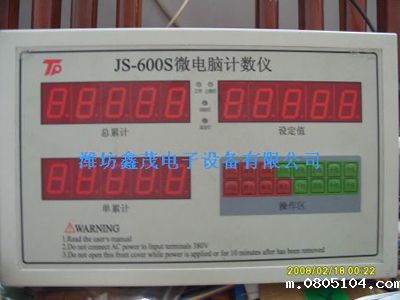 TP
JS-600S微电脑计数仪
88888
88888
总累计
设定值
潍坊鑫茂电子设备有限公司
88888
单累计
操作区
⚠WARNING
1.Read the user's manual
2.Do not connect AC power to Input terminals 380V
3.Do not open this front cover while power is applied or for 10 minutes after has been removed
2008/02/18 00:22
m.0805104.com